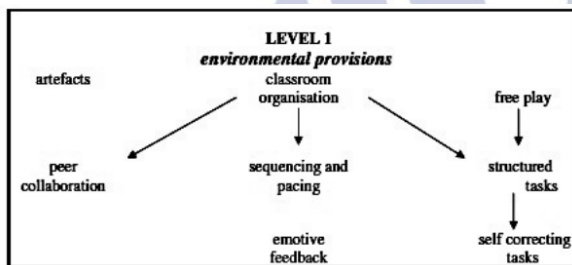 LEVEL 1
environmental provisions
artefacts
classroom
organisation
free play
peer
collaboration
sequencing and
pacing
structured
tasks
emotive
feedback
self correcting
tasks